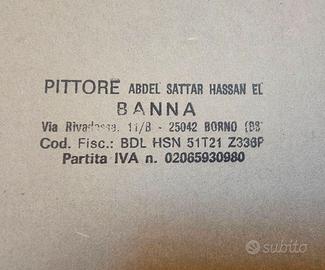 PITTORE ABDEL SATTAR HASSAN EL
BANNA
Via 11/B - 25042 BORNO (BS)
Cod. Fisc.: BDL HSN 51T21 Z336P
Partita IVA n. 02065930980
subito